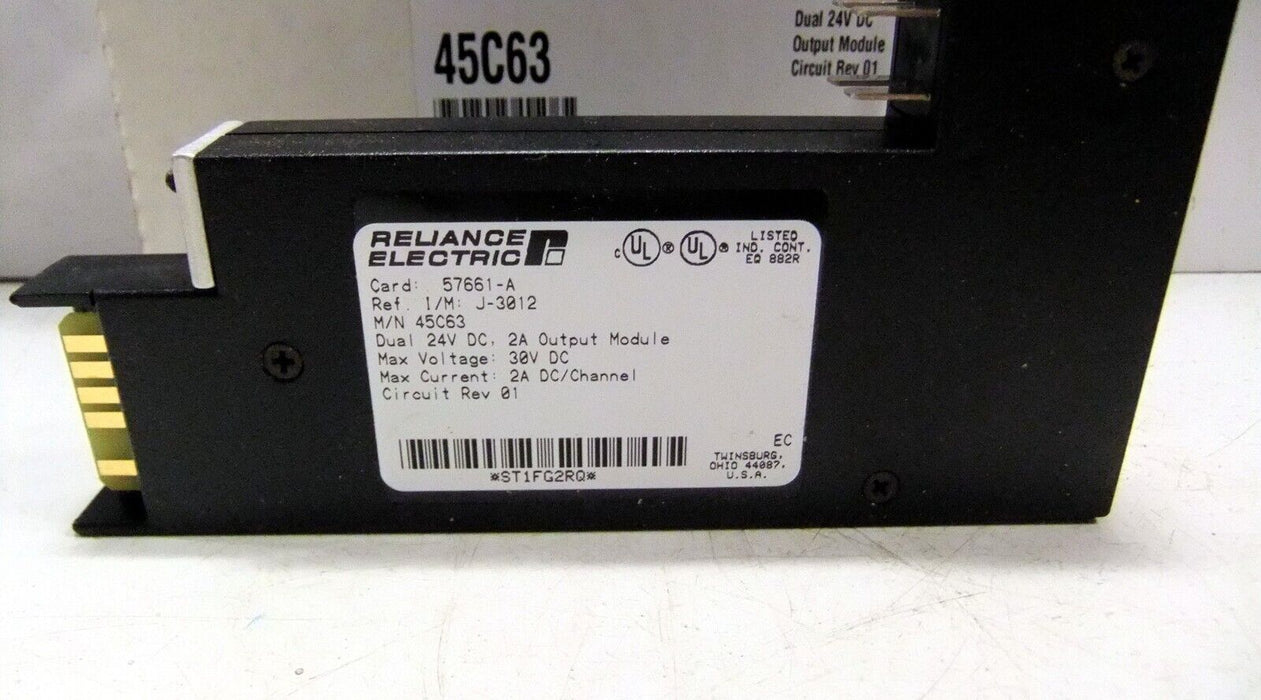 45C63
Dual 24V DC
Output Module
Circuit Rev 01
RELIANCE
ELECTRIC
c UL ® UL ®
LISTED
IND. CONT.
EQ 882R
Card: 57661-A
Ref. I/M: J-3012
M/N 45C63
Dual 24V DC, 2A Output Module
Max Voltage: 30V DC
Max Current: 2A DC/Channel
Circuit Rev 01
*ST1FG2RQ*
EC
TWINSBURG,
OHIO 44087,
U.S.A.